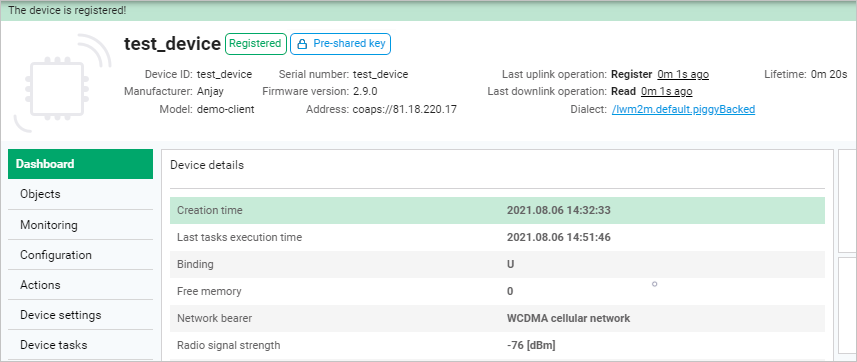 The device is registered!
test_device Registered Pre-shared key
Device ID: test_device Serial number: test_device Last uplink operation: Register 0m 1s ago Lifetime: 0m 20s
Manufacturer: Anjay Firmware version: 2.9.0 Last downlink operation: Read 0m 1s ago
Model: demo-client Address: coaps://81.18.220.17 Dialect: /lwm2m.default.piggyBacked
Dashboard
Objects
Monitoring
Configuration
Actions
Device settings
Device tasks
Device details
Creation time 2021.08.06 14:32:33
Last tasks execution time 2021.08.06 14:51:46
Binding U
Free memory 0
Network bearer WCDMA cellular network
Radio signal strength -76 [dBm]